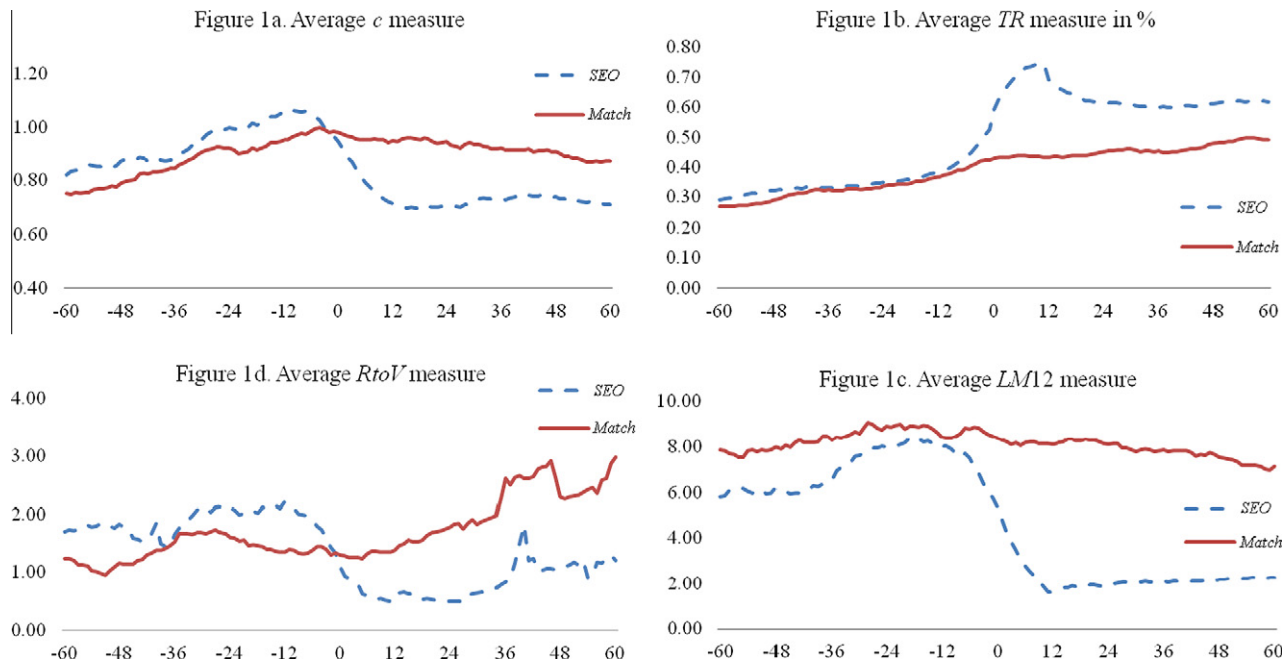 Figure 1a. Average c measure
1.20
1.00
0.80
0.60
0.40
-60 -48 -36 -24 -12 0 12 24 36 48 60
SEO
Match
Figure 1b. Average TR measure in %
0.80
0.70
0.60
0.50
0.40
0.30
0.20
0.10
0.00
-60 -48 -36 -24 -12 0 12 24 36 48 60
SEO
Match
Figure 1d. Average RtoV measure
4.00
3.00
2.00
1.00
0.00
-60 -48 -36 -24 -12 0 12 24 36 48 60
SEO
Match
Figure 1c. Average LM12 measure
10.00
8.00
6.00
4.00
2.00
0.00
-60 -48 -36 -24 -12 0 12 24 36 48 60
SEO
Match